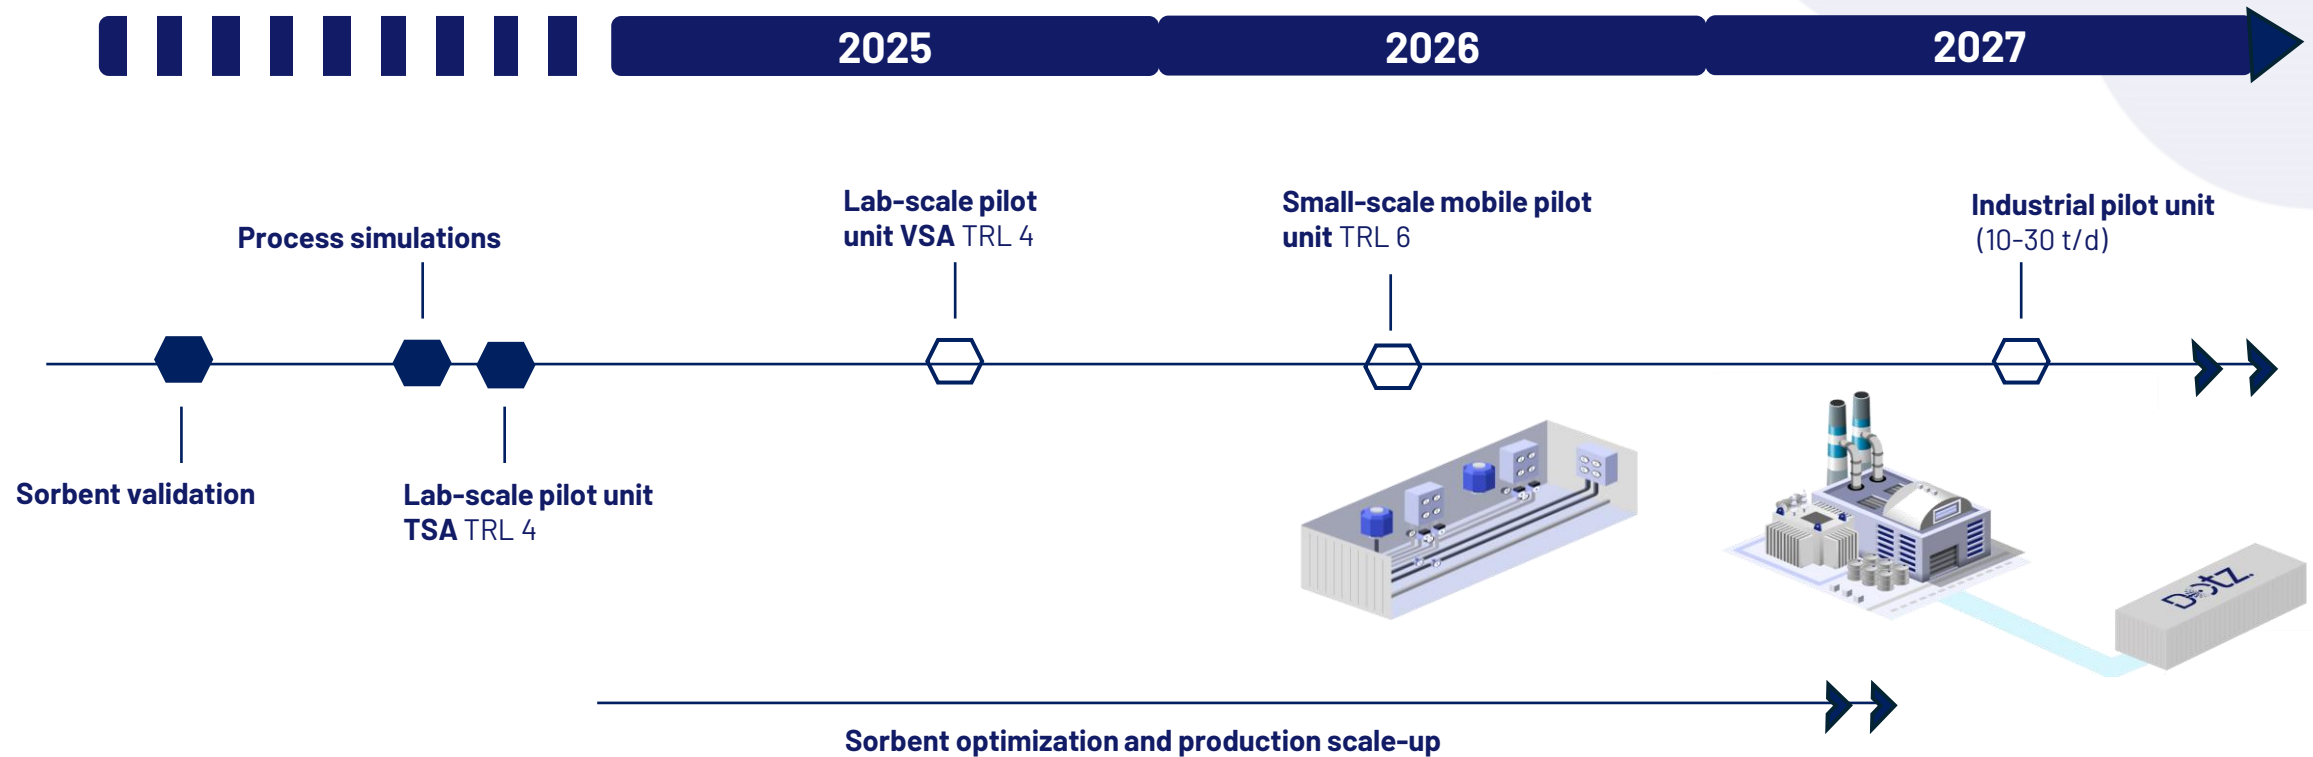 2025
2026
2027
Process simulations
Lab-scale pilot
unit VSA TRL 4
Small-scale mobile pilot
unit TRL 6
Industrial pilot unit
(10-30 t/d)
Sorbent validation
Lab-scale pilot unit
TSA TRL 4
Dotz.
Sorbent optimization and production scale-up